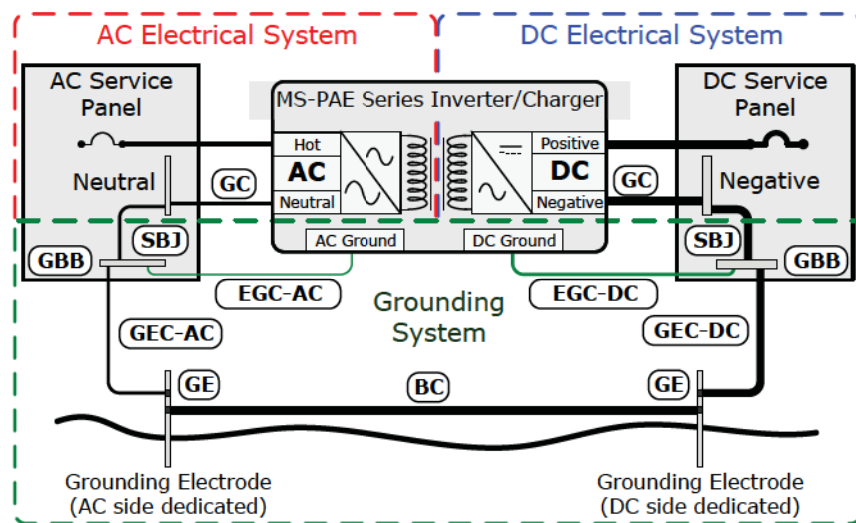 AC Electrical System
DC Electrical System
AC Service
Panel
MS-PAE Series Inverter/Charger
DC Service
Panel
Hot
AC
Neutral
Positive
DC
Negative
Neutral
GC
GC
Negative
SBJ
AC Ground
DC Ground
SBJ
GBB
GBB
EGC-AC
EGC-DC
Grounding
System
GEC-AC
GEC-DC
GE
BC
GE
Grounding Electrode
(AC side dedicated)
Grounding Electrode
(DC side dedicated)